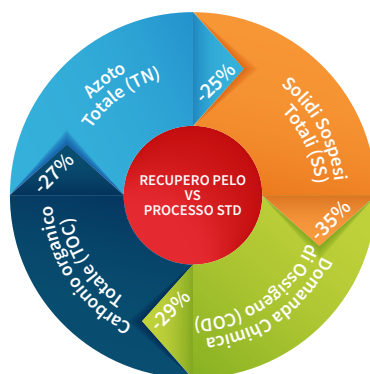 Azoto
Totale (TN)
-25%
Solidi Sospesi
Totali (SS)
-35%
Domanda Chimica
di Ossigeno (COD)
-29%
Carbonio organico
Totale (TOC)
-27%
RECUPERO PELO
VS
PROCESSO STD